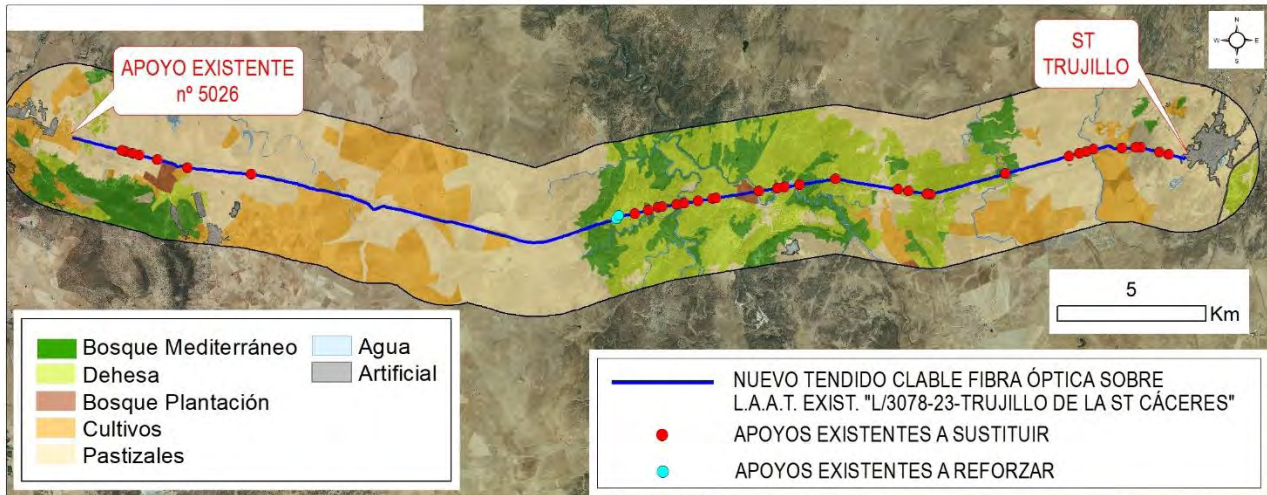 APOYO EXISTENTE
nº 5026
ST
TRUJILLO
N
W
E
S
5
Km
Bosque Mediterráneo
Dehesa
Bosque Plantación
Cultivos
Pastizales
Agua
Artificial
NUEVO TENDIDO CLABLE FIBRA ÓPTICA SOBRE
L.A.A.T. EXIST. "L/3078-23-TRUJILLO DE LA ST CÁCERES"
APOYOS EXISTENTES A SUSTITUIR
APOYOS EXISTENTES A REFORZAR